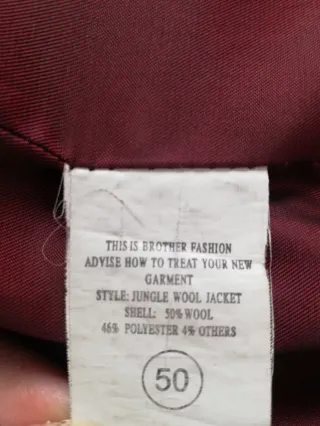 THIS IS BROTHER FASHION
ADVISE HOW TO TREAT YOUR NEW
GARMENT
STYLE: JUNGLE WOOL JACKET
SHELL: 50% WOOL
46% POLYESTER 4% OTHERS
50